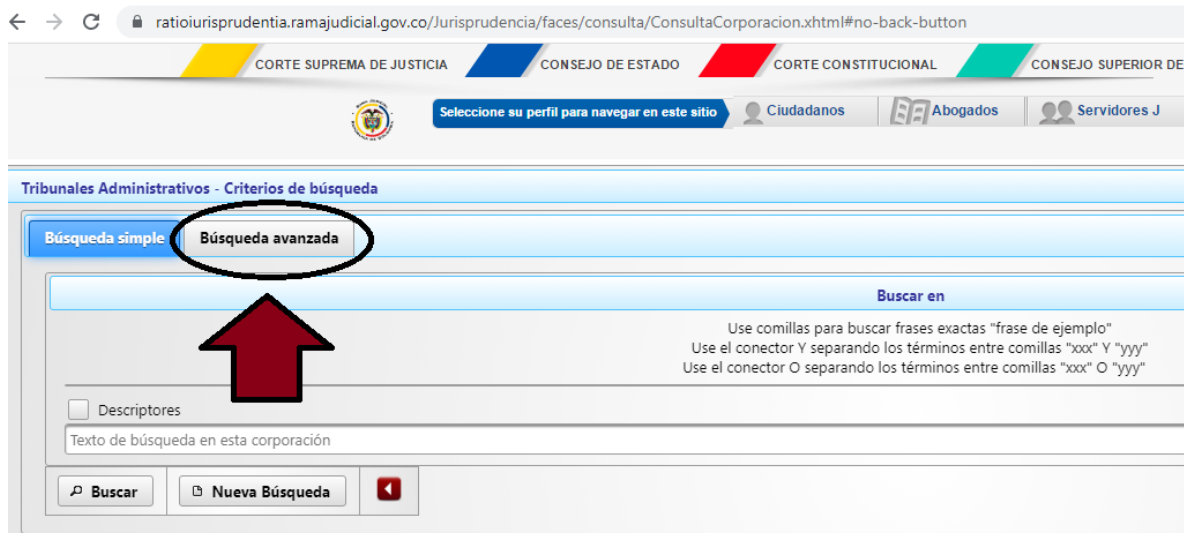 ratioiurisprudentia.ramajudicial.gov.co/Jurisprudencia/faces/consulta/ConsultaCorporacion.xhtml#no-back-button
CORTE SUPREMA DE JUSTICIA CONSEJO DE ESTADO CORTE CONSTITUCIONAL CONSEJO SUPERIOR DE
Seleccione su perfil para navegar en este sitio Ciudadanos Abogados Servidores J
Tribunales Administrativos - Criterios de búsqueda
Búsqueda simple Búsqueda avanzada
Buscar en
Use comillas para buscar frases exactas "frase de ejemplo"
Use el conector Y separando los términos entre comillas "xxx" Y "yyy"
Use el conector O separando los términos entre comillas "xxx" O "yyy"
Descriptores
Texto de búsqueda en esta corporación
Buscar Nueva Búsqueda